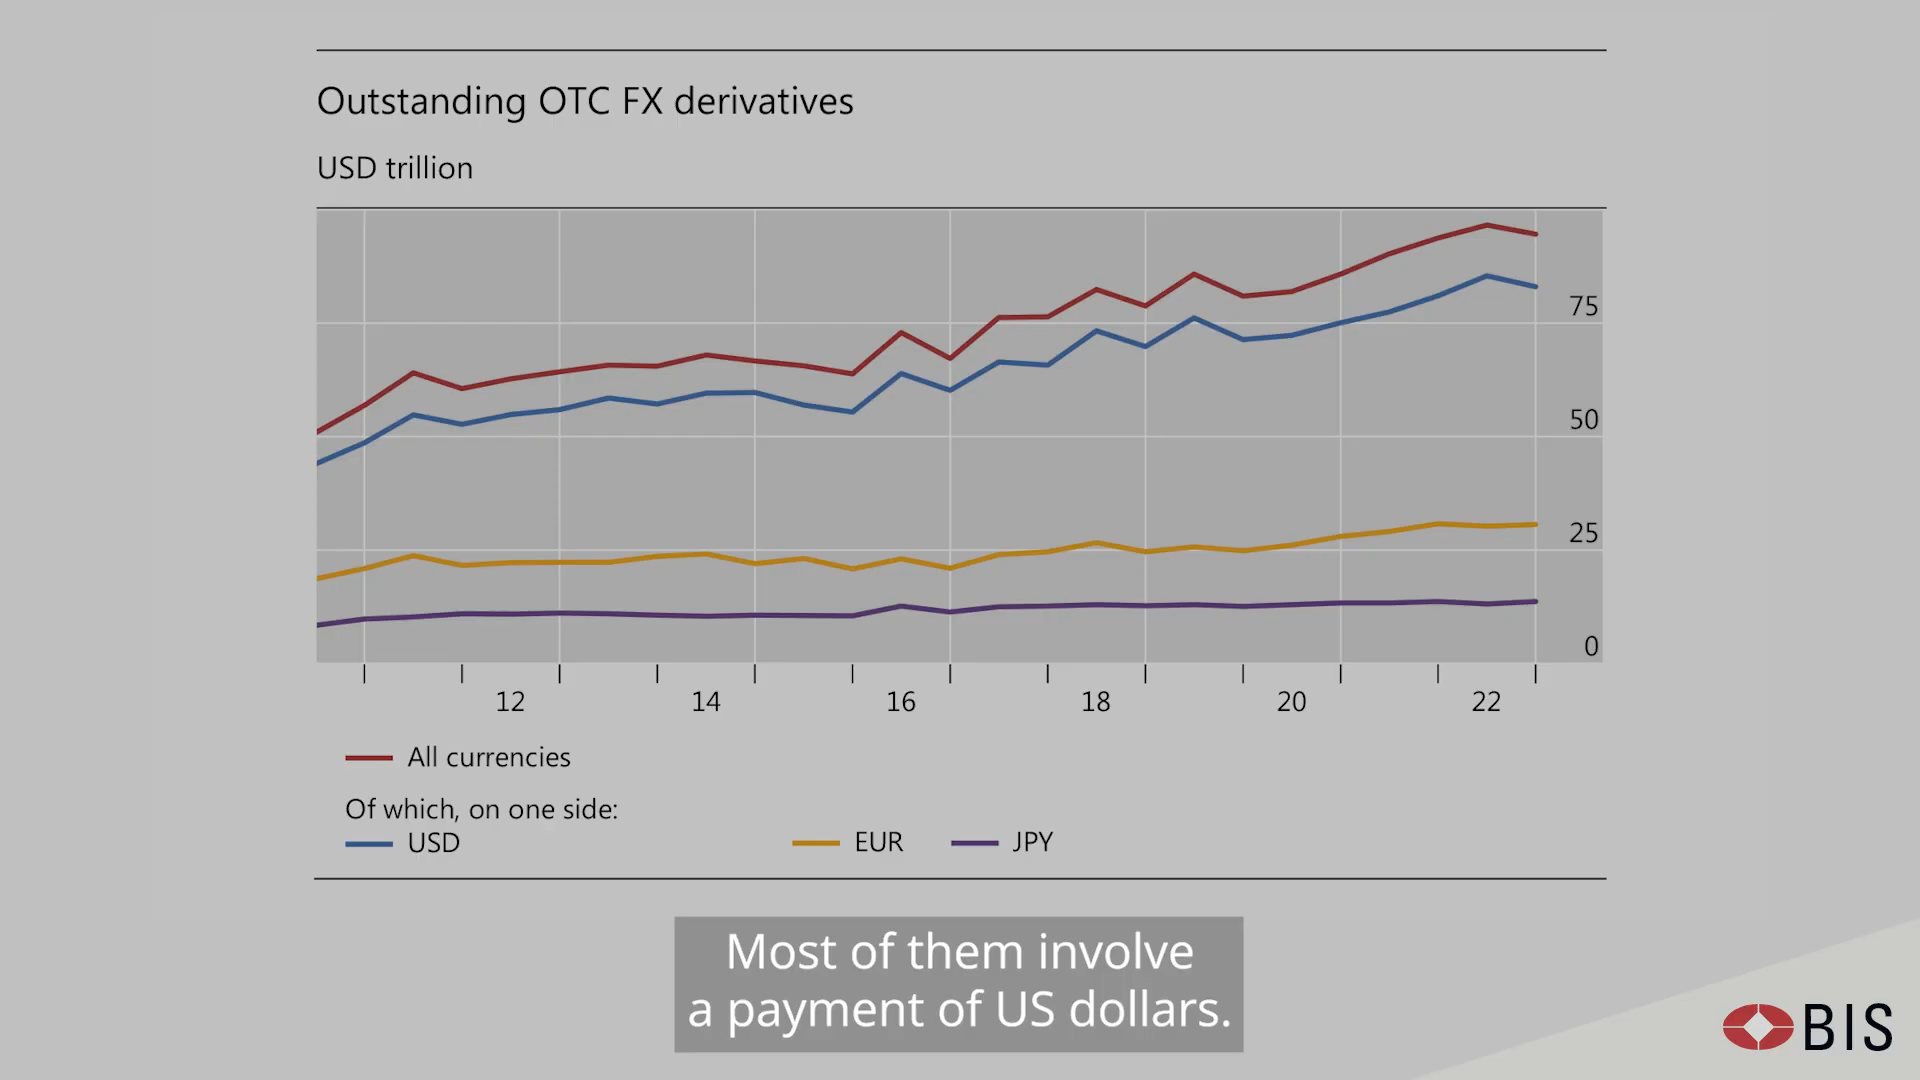 Outstanding OTC FX derivatives
USD trillion
75
50
25
0
12 14 16 18 20 22
All currencies
Of which, on one side:
USD EUR JPY
Most of them involve
a payment of US dollars.
BIS